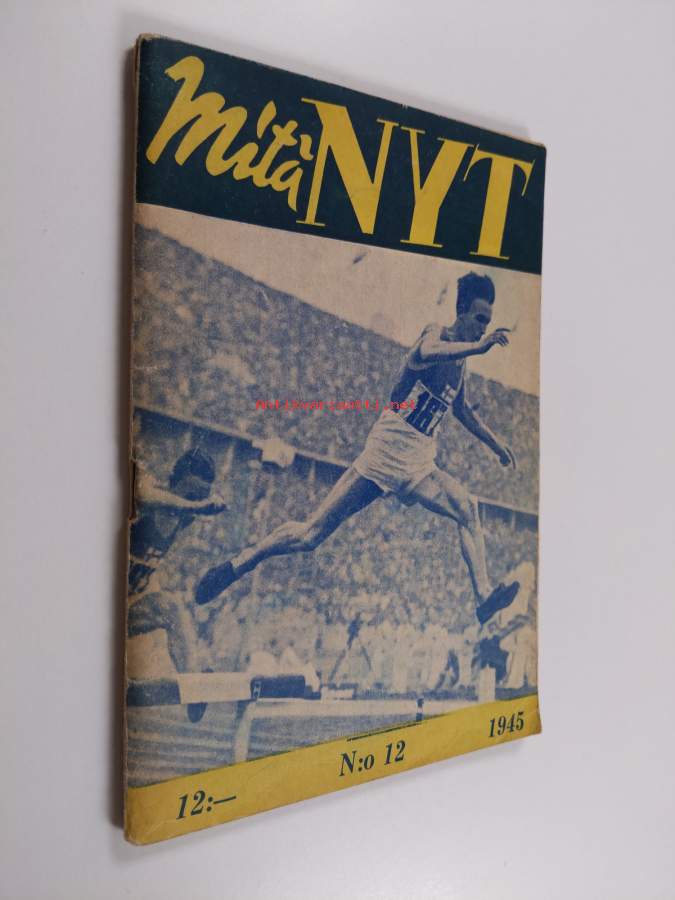 Mitä NYT
Antikvariaatti.net
12:—
N:o 12
1945